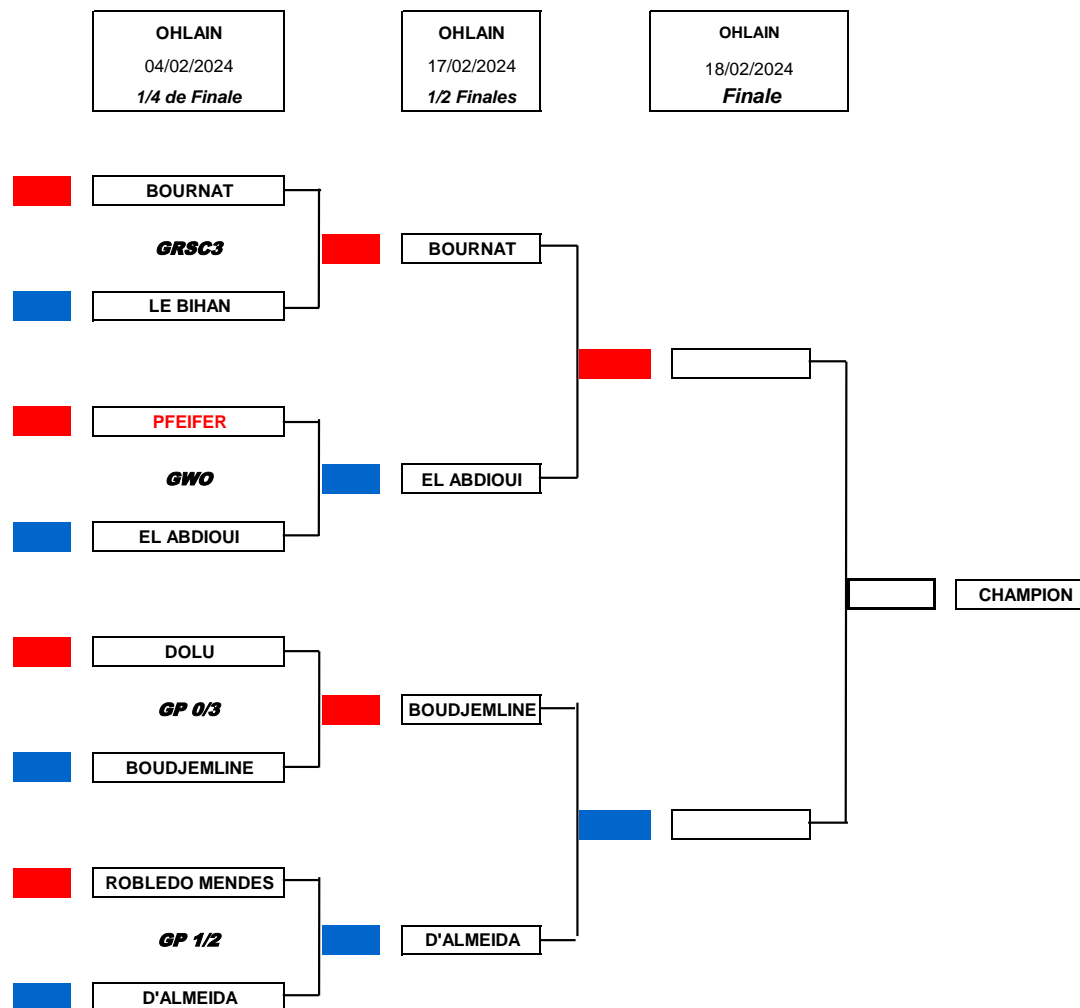 OHLAIN
04/02/2024
1/4 de Finale
OHLAIN
17/02/2024
1/2 Finales
OHLAIN
18/02/2024
Finale
BOURNAT
GRSC3
BOURNAT
LE BIHAN
PFEIFER
GWO
EL ABDIOUI
EL ABDIOUI
CHAMPION
DOLU
GP 0/3
BOUDJEMLINE
BOUDJEMLINE
ROBLEDO MENDES
GP 1/2
D'ALMEIDA
D'ALMEIDA